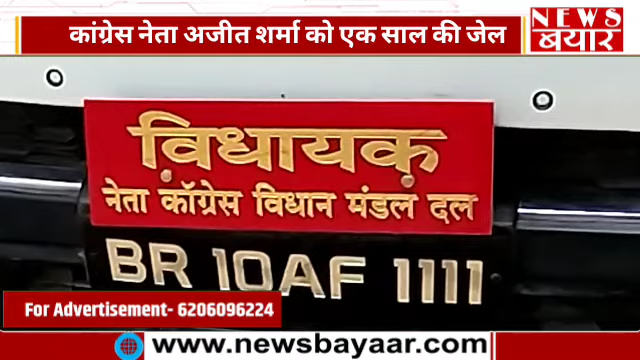 कांग्रेस नेता अजीत शर्मा को एक साल की जेल
NEWS
बयार
विधायक
नेता कॉग्रेस विधान मंडल दल
BR 10AF 1111
For Advertisement- 6206096224
www.newsbayaar.com